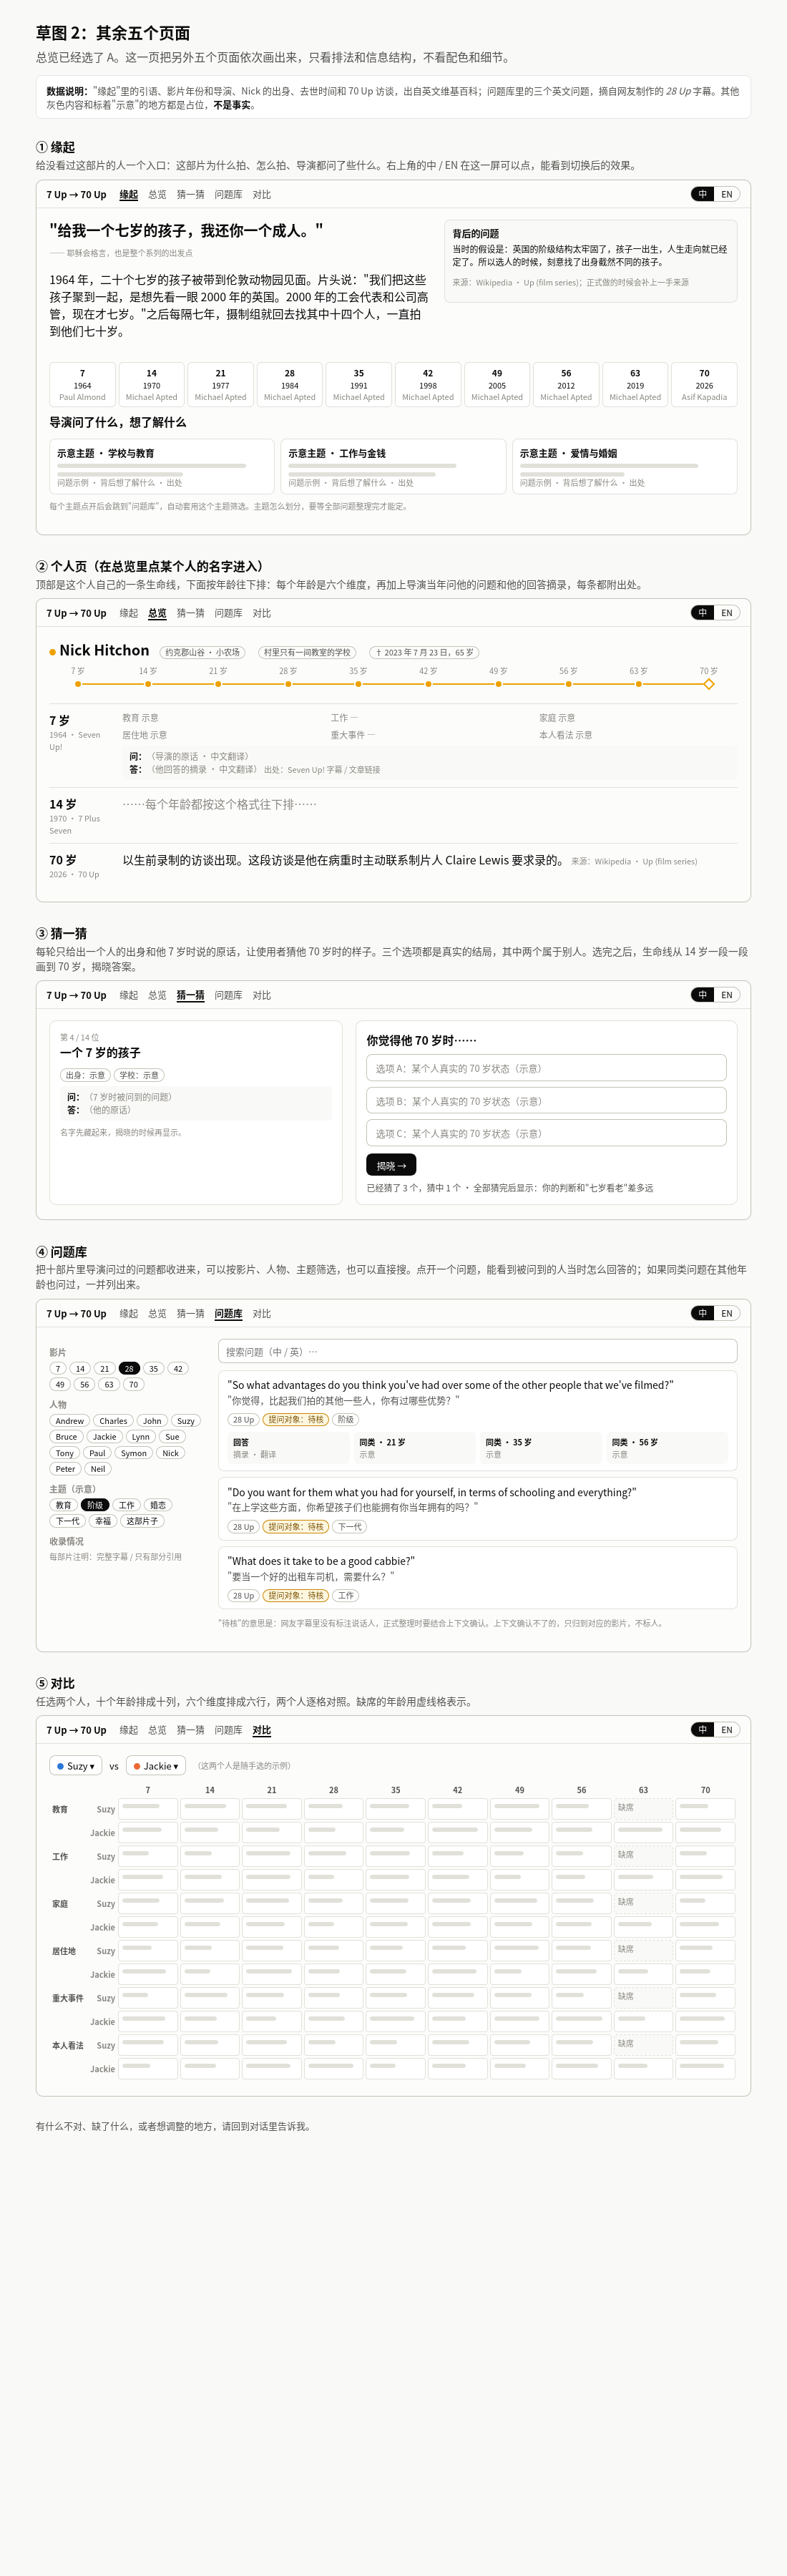 草图 2：其余五个页面
总览已经选了 A。这一页把另外五个页面依次画出来，只看排法和信息结构，不看配色和细节。
数据说明："缘起"里的引语、影片年份和导演、Nick 的出身、去世时间和 70 Up 访谈，出自英文维基百科；问题库里的三个英文问题，摘自网友制作的 28 Up 字幕。其他
灰色内容和标着"示意"的地方都是占位，不是事实。
① 缘起
给没看过这部片的人一个入口：这部片为什么拍、怎么拍、导演都问了些什么。右上角的中 / EN 在这一屏可以点，能看到切换后的效果。
7 Up → 70 Up 缘起 总览 猜一猜 问题库 对比 中 EN
"给我一个七岁的孩子，我还你一个成人。"
—— 耶稣会格言，也是整个系列的出发点
1964 年，二十个七岁的孩子被带到伦敦动物园见面。片头说："我们把这些
孩子聚到一起，是想先看一眼 2000 年的英国。2000 年的工会代表和公司高
管，现在才七岁。"之后每隔七年，摄制组就回去找其中十四个人，一直拍
到他们七十岁。
背后的问题
当时的假设是：英国的阶级结构太牢固了，孩子一出生，人生走向就已经
定了。所以选人的时候，刻意找了出身截然不同的孩子。
来源：Wikipedia · Up (film series)；正式做的时候会补上一手来源
7 14 21 28 35 42 49 56 63 70
1964 1970 1977 1984 1991 1998 2005 2012 2019 2026
Paul Almond Michael Apted Michael Apted Michael Apted Michael Apted Michael Apted Michael Apted Michael Apted Michael Apted Asif Kapadia
导演问了什么，想了解什么
示意主题 · 学校与教育 示意主题 · 工作与金钱 示意主题 · 爱情与婚姻
问题示例 · 背后想了解什么 · 出处 问题示例 · 背后想了解什么 · 出处 问题示例 · 背后想了解什么 · 出处
每个主题点开后会跳到"问题库"，自动套用这个主题筛选。主题怎么划分，要等全部问题整理完才能定。
② 个人页（在总览里点某个人的名字进入）
顶部是这个人自己的一条生命线，下面按年龄往下排：每个年龄是六个维度，再加上导演当年问他的问题和他的回答摘录，每条都附出处。
7 Up → 70 Up 缘起 总览 猜一猜 问题库 对比 中 EN
Nick Hitchon 约克郡山谷 · 小农场 村里只有一间教室的学校 † 2023 年 7 月 23 日，65 岁
7 岁 14 岁 21 岁 28 岁 35 岁 42 岁 49 岁 56 岁 63 岁 70 岁
7 岁
1964 · Seven
Up!
教育 示意 工作 — 家庭 示意
居住地 示意 重大事件 — 本人看法 示意
问：（导演的原话 · 中文翻译）
答：（他回答的摘录 · 中文翻译） 出处：Seven Up! 字幕 / 文章链接
14 岁
1970 · 7 Plus
Seven
……每个年龄都按这个格式往下排……
70 岁
2026 · 70 Up
以生前录制的访谈出现。这段访谈是他在病重时主动联系制片人 Claire Lewis 要求录的。 来源：Wikipedia · Up (film series)
③ 猜一猜
每轮只给出一个人的出身和他 7 岁时说的原话，让使用者猜他 70 岁时的样子。三个选项都是真实的结局，其中两个属于别人。选完之后，生命线从 14 岁一段一段
画到 70 岁，揭晓答案。
7 Up → 70 Up 缘起 总览 猜一猜 问题库 对比 中 EN
第 4 / 14 位
一个 7 岁的孩子
出身：示意 学校：示意
问：（7 岁时被问到的问题）
答：（他的原话）
名字先藏起来，揭晓的时候再显示。
你觉得他 70 岁时……
选项 A：某个人真实的 70 岁状态（示意）
选项 B：某个人真实的 70 岁状态（示意）
选项 C：某个人真实的 70 岁状态（示意）
揭晓 →
已经猜了 3 个，猜中 1 个 · 全部猜完后显示：你的判断和"七岁看老"差多远
④ 问题库
把十部片里导演问过的问题都收进来，可以按影片、人物、主题筛选，也可以直接搜。点开一个问题，能看到被问到的人当时怎么回答的；如果同类问题在其他年
龄也问过，一并列出来。
7 Up → 70 Up 缘起 总览 猜一猜 问题库 对比 中 EN
影片
7 14 21 28 35 42
49 56 63 70
人物
Andrew Charles John Suzy
Bruce Jackie Lynn Sue
Tony Paul Symon Nick
Peter Neil
主题（示意）
教育 阶级 工作 婚恋
下一代 幸福 这部片子
收录情况
每部片注明：完整字幕 / 只有部分引用
搜索问题（中 / 英）…
"So what advantages do you think you've had over some of the other people that we've filmed?"
"你觉得，比起我们拍的其他一些人，你有过哪些优势？"
28 Up 提问对象：待核 阶级
回答 同类 · 21 岁 同类 · 35 岁 同类 · 56 岁
摘录 · 翻译 示意 示意 示意
"Do you want for them what you had for yourself, in terms of schooling and everything?"
"在上学这些方面，你希望孩子们也能拥有你当年拥有的吗？"
28 Up 提问对象：待核 下一代
"What does it take to be a good cabbie?"
"要当一个好的出租车司机，需要什么？"
28 Up 提问对象：待核 工作
"待核"的意思是：网友字幕里没有标注说话人，正式整理时要结合上下文确认。上下文确认不了的，只归到对应的影片，不标人。
⑤ 对比
任选两个人，十个年龄排成十列，六个维度排成六行，两个人逐格对照。缺席的年龄用虚线格表示。
7 Up → 70 Up 缘起 总览 猜一猜 问题库 对比 中 EN
Suzy ▾ vs Jackie ▾ （这两个人是随手选的示例）
7 14 21 28 35 42 49 56 63 70
教育 Suzy 缺席
Jackie
工作 Suzy 缺席
Jackie
家庭 Suzy 缺席
Jackie
居住地 Suzy 缺席
Jackie
重大事件 Suzy 缺席
Jackie
本人看法 Suzy 缺席
Jackie
有什么不对、缺了什么，或者想调整的地方，请回到对话里告诉我。